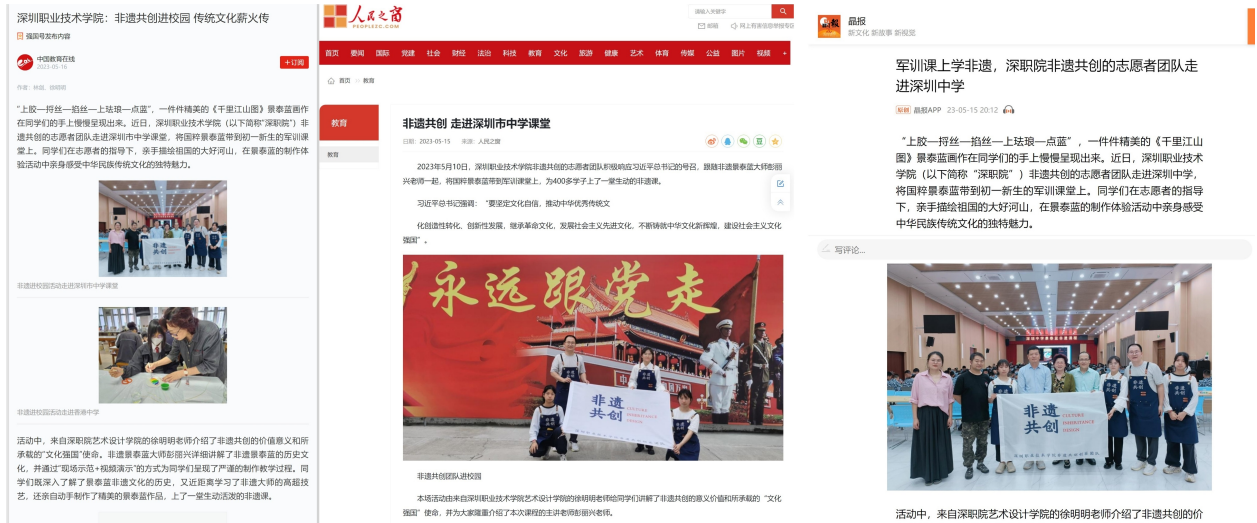 深圳职业技术学院：非遗共创进校园 传统文化薪火传
强国号发布内容
中国教育在线
2023-05-16
+订阅
"上胶—捋丝—掐丝—上珐琅—点蓝"，一件件精美的《千里江山图》景泰蓝画作
在同学们的手上慢慢呈现出来。近日，深圳职业技术学院（以下简称"深职院"）非
遗共创的志愿者团队走进深圳市中学课堂，将国粹景泰蓝带到初一新生的军训课
堂上。同学们在志愿者的指导下，亲手描绘祖国的大好河山，在景泰蓝的制作体
验活动中亲身感受中华民族传统文化的独特魅力。
非遗共创
非遗进校园活动走进深圳市中学课堂
非遗进校园活动走进香港中学
活动中，来自深职院艺术设计学院的徐明明老师介绍了非遗共创的价值意义和所
承载的"文化强国"使命。非遗景泰大师彭丽兴详细讲解了非遗景泰蓝的历史文
化，并通过"现场示范+视频演示"的方式为同学们呈现了严谨的制作教学过程。同
学们既深入了解了景泰蓝非遗文化的历史，又近距离学习了非遗大师的高超技
艺，还亲自动手制作了精美的景泰蓝作品，上了一堂生动活泼的非遗课。
人民之窗
PEOPLEZC.COM
请输入关键字
邮箱
网上有害信息举报专区
首页 要闻 国际 党建 社会 财经 法治 科技 教育 文化 旅游 健康 艺术 体育 传媒 公益 图片 视频 +
首页 教育
教育
教育
非遗共创 走进深圳市中学课堂
日期：2023-05-15 来源：人民之窗
2023年5月10日，深圳职业技术学院非遗共创的志愿者团队积极响应习近平总书记的号召，跟随非遗景泰蓝大师彭丽
兴老师一起，将国粹景泰蓝带到军训课堂上，为400多学子上了一堂生动的非遗课。
习近平总书记强调："要坚定文化自信，推动中华优秀传统文
化创造性转化、创新性发展，继承革命文化，发展社会主义先进文化，不断铸就中华文化新辉煌，建设社会主义文化
强国"。
永远跟党走
非遗
共创
非遗共创团队进校园
本场活动由来自深圳职业技术学院艺术设计学院的徐明明老师给同学们讲解了非遗共创的意义价值和所承载的"文化
强国"使命，并为大家隆重介绍了本次课程的主讲老师彭丽兴老师。
晶报
新文化 新故事 新视觉
军训课上学非遗，深职院非遗共创的志愿者团队走
进深圳中学
晶报APP 23-05-15 20:12
"上胶—捋丝—掐丝—上珐琅—点蓝"，一件件精美的《千里江山
图》景泰蓝画作在同学们的手上慢慢呈现出来。近日，深圳职业技术
学院（以下简称"深职院"）非遗共创的志愿者团队走进深圳中学，
将国粹景泰蓝带到初一新生的军训课堂上。同学们在志愿者的指导
下，亲手描绘祖国的大好河山，在景泰蓝的制作体验活动中亲身感受
中华民族传统文化的独特魅力。
写评论...
非遗
共创
CULTURE
INHERITANCE
DESIGN
活动中，来自深职院艺术设计学院的徐明明老师介绍了非遗共创的价